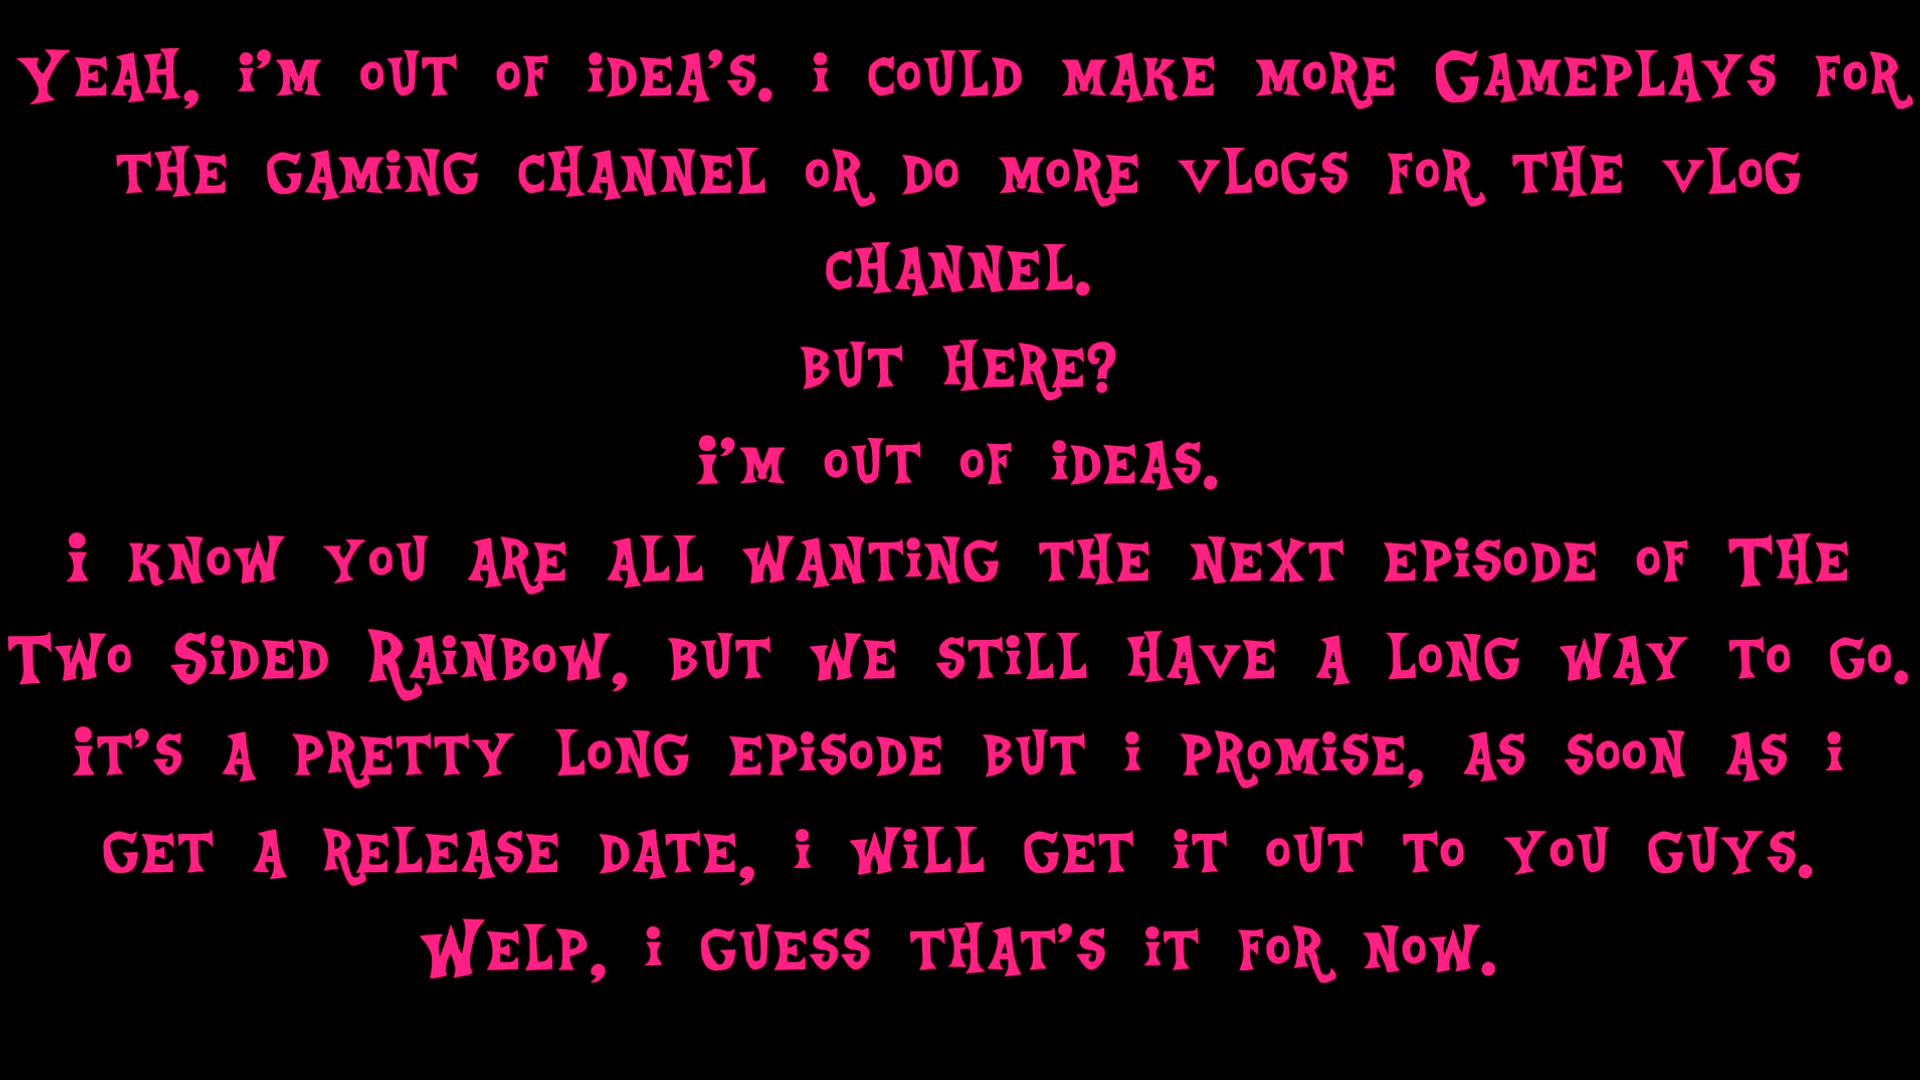 Yeah, i'm out of idea's. i could make more Gameplays for
the gaming channel or do more vlogs for the vlog
channel.
but here?
I'm out of ideas.
I know you are all wanting the next episode of The
Two Sided Rainbow, but we still have a long way to go.
It's a pretty long episode but i promise, as soon as i
get a release date, i will get it out to you guys.
Welp, i guess that's it for now.